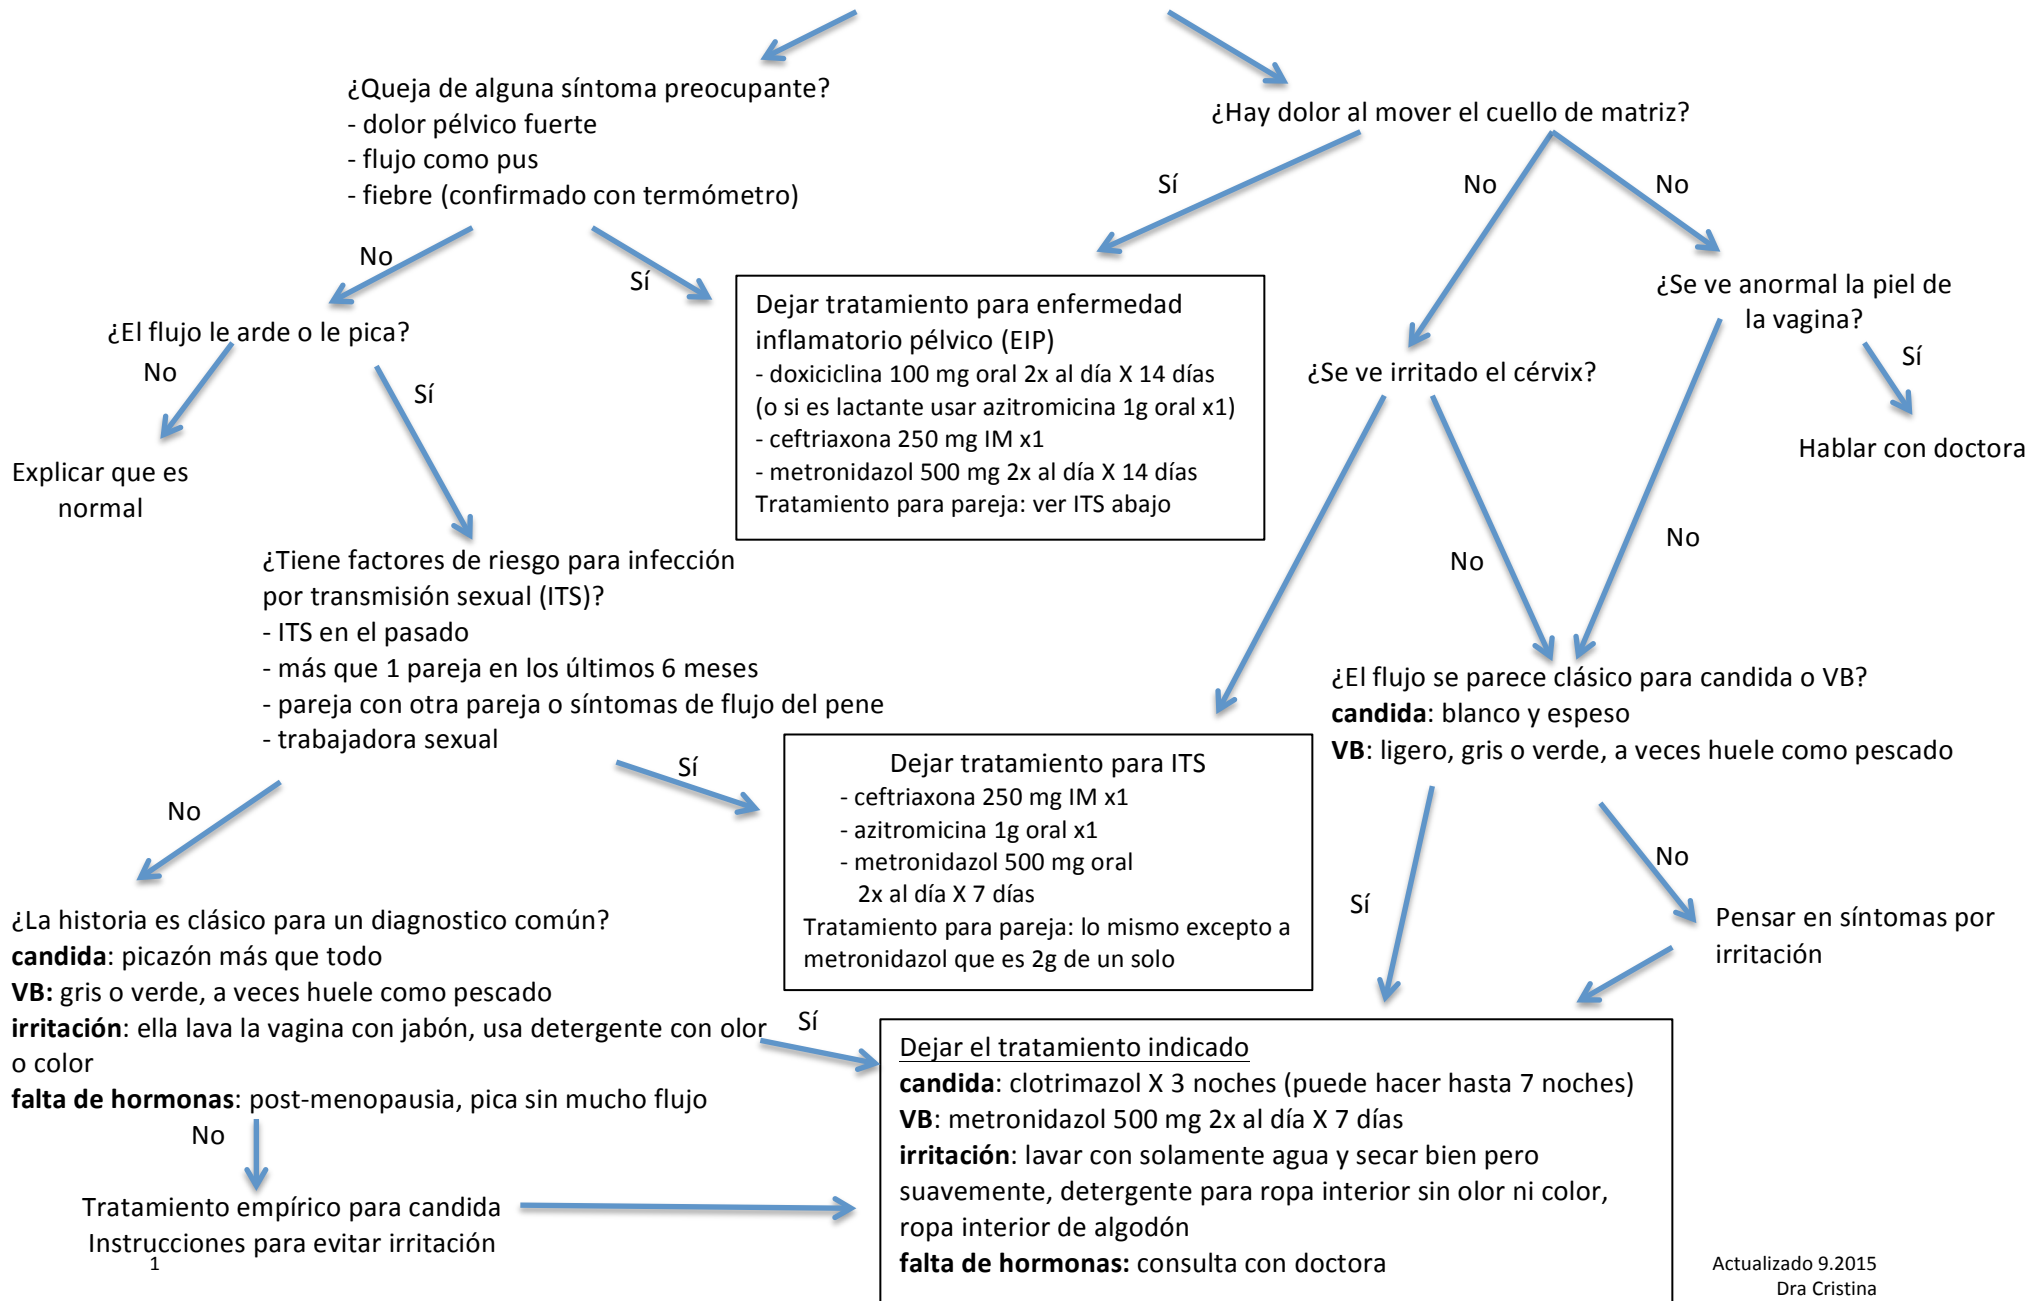 ¿Queja de alguna síntoma preocupante?
- dolor pélvico fuerte
- flujo como pus
- fiebre (confirmado con termómetro)
¿Hay dolor al mover el cuello de matriz?
Sí
No
No
No
Sí
¿El flujo le arde o le pica?
No
Sí
Explicar que es
normal
Dejar tratamiento para enfermedad
inflamatorio pélvico (EIP)
- doxiciclina 100 mg oral 2x al día X 14 días
(o si es lactante usar azitromicina 1g oral x1)
- ceftriaxona 250 mg IM x1
- metronidazol 500 mg 2x al día X 14 días
Tratamiento para pareja: ver ITS abajo
¿Se ve anormal la piel de
la vagina?
Sí
Hablar con doctora
¿Se ve irritado el cérvix?
No
No
¿Tiene factores de riesgo para infección
por transmisión sexual (ITS)?
- ITS en el pasado
- más que 1 pareja en los últimos 6 meses
- pareja con otra pareja o síntomas de flujo del pene
- trabajadora sexual
Sí
No
Dejar tratamiento para ITS
- ceftriaxona 250 mg IM x1
- azitromicina 1g oral x1
- metronidazol 500 mg oral
2x al día X 7 días
Tratamiento para pareja: lo mismo excepto a
metronidazol que es 2g de un solo
¿El flujo se parece clásico para candida o VB?
candida: blanco y espeso
VB: ligero, gris o verde, a veces huele como pescado
Sí
No
Pensar en síntomas por
irritación
¿La historia es clásico para un diagnostico común?
candida: picazón más que todo
VB: gris o verde, a veces huele como pescado
irritación: ella lava la vagina con jabón, usa detergente con olor
o color
falta de hormonas: post-menopausia, pica sin mucho flujo
Sí
No
Tratamiento empírico para candida
Instrucciones para evitar irritación
Dejar el tratamiento indicado
candida: clotrimazol X 3 noches (puede hacer hasta 7 noches)
VB: metronidazol 500 mg 2x al día X 7 días
irritación: lavar con solamente agua y secar bien pero
suavemente, detergente para ropa interior sin olor ni color,
ropa interior de algodón
falta de hormonas: consulta con doctora
1
Actualizado 9.2015
Dra Cristina